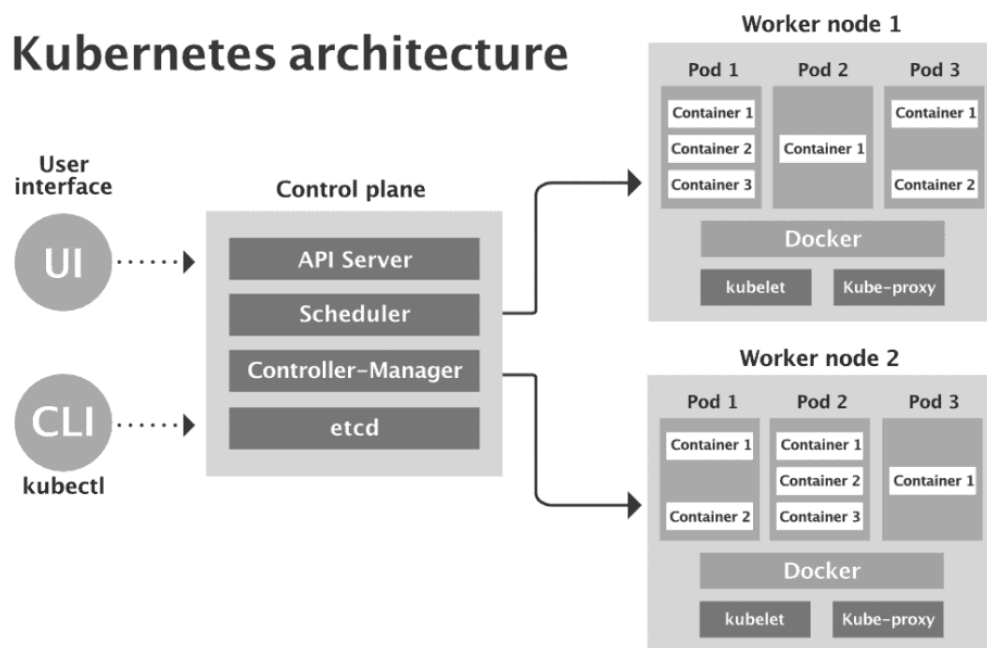 Kubernetes architecture
User
interface
UI
CLI
kubectl
Control plane
API Server
Scheduler
Controller-Manager
etcd
Worker node 1
Pod 1
Container 1
Container 2
Container 3
Pod 2
Container 1
Pod 3
Container 1
Container 2
Docker
kubelet
Kube-proxy
Worker node 2
Pod 1
Container 1
Container 2
Pod 2
Container 1
Container 2
Container 3
Pod 3
Container 1
Docker
kubelet
Kube-proxy